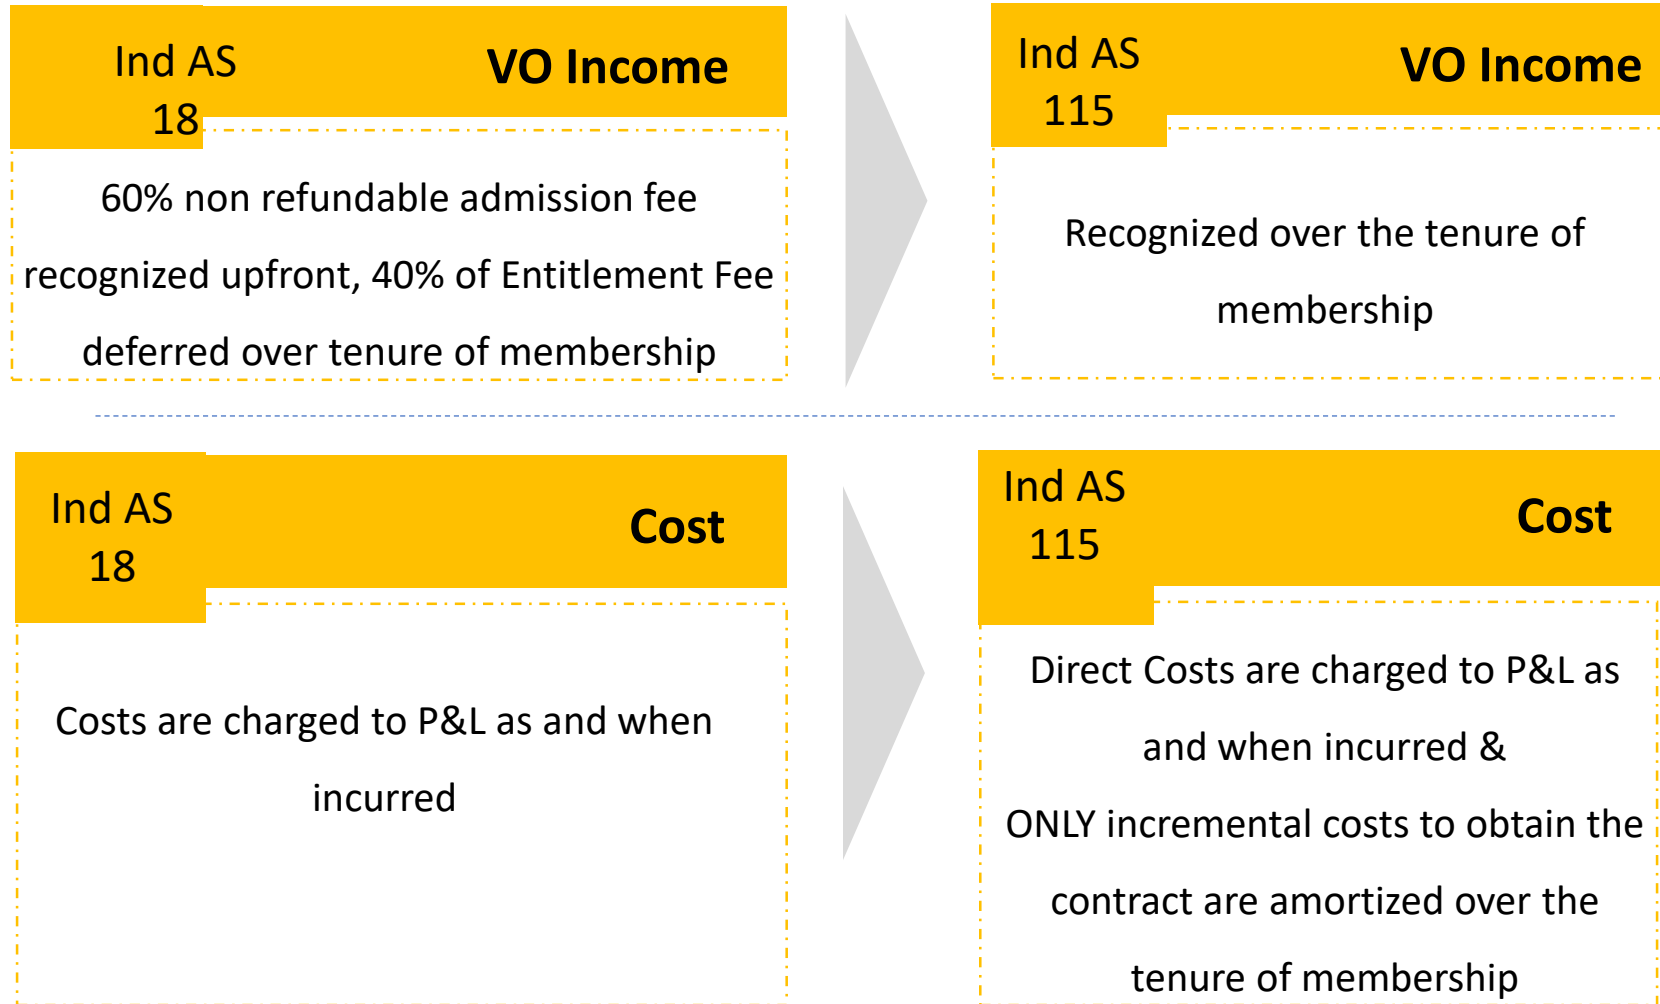 Ind AS
18
VO Income
60% non refundable admission fee
recognized upfront, 40% of Entitlement Fee
deferred over tenure of membership
Ind AS
115
VO Income
Recognized over the tenure of
membership
Ind AS
18
Cost
Costs are charged to P&L as and when
incurred
Ind AS
115
Cost
Direct Costs are charged to P&L as
and when incurred &
ONLY incremental costs to obtain the
contract are amortized over the
tenure of membership